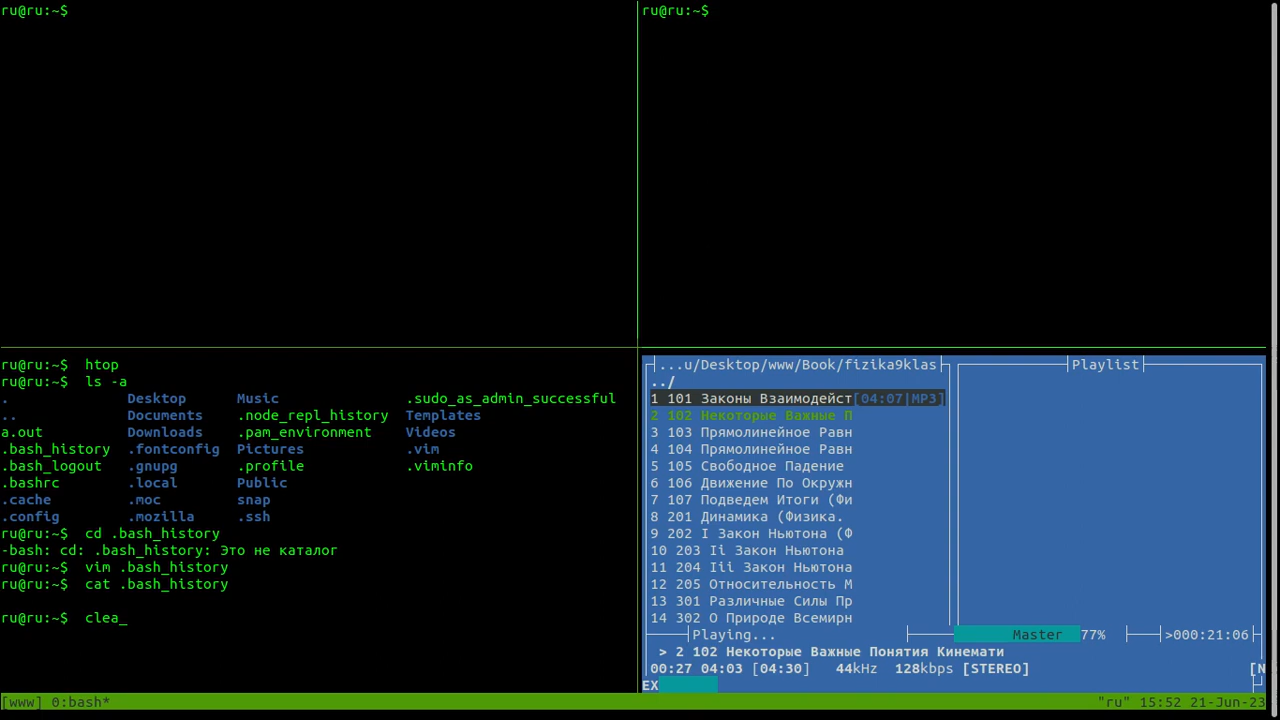 ru@ru:~$
ru@ru:~$
ru@ru:~$  htop
ru@ru:~$  ls -a
.              Desktop      Music               .sudo_as_admin_successful
..             Documents    .node_repl_history  Templates
a.out          Downloads    .pam_environment    Videos
.bash_history  .fontconfig  Pictures            .vim
.bash_logout   .gnupg       .profile            .viminfo
.bashrc        .local       Public
.cache         .moc         snap
.config        .mozilla     .ssh
ru@ru:~$  cd .bash_history
-bash: cd: .bash_history: Это не каталог
ru@ru:~$  vim .bash_history
ru@ru:~$  cat .bash_history
ru@ru:~$  clea_
...u/Desktop/www/Book/fizika9klas
../
1 101 Законы Взаимодейст[04:07|MP3]
2 102 Некоторые Важные П
3 103 Прямолинейное Равн
4 104 Прямолинейное Равн
5 105 Свободное Падение
6 106 Движение По Окружн
7 107 Подведем Итоги (Фи
8 201 Динамика (Физика.
9 202 I Закон Ньютона (Ф
10 203 Ii Закон Ньютона
11 204 Iii Закон Ньютона
12 205 Относительность М
13 301 Различные Силы Пр
14 302 О Природе Всемирн
Playlist
Playing...  Master  77%  >000:21:06
> 2 102 Некоторые Важные Понятия Кинемати
00:27 04:03 [04:30]   44kHz  128kbps [STEREO]  [N
EX
[www] 0:bash*  "ru" 15:52 21-Jun-23